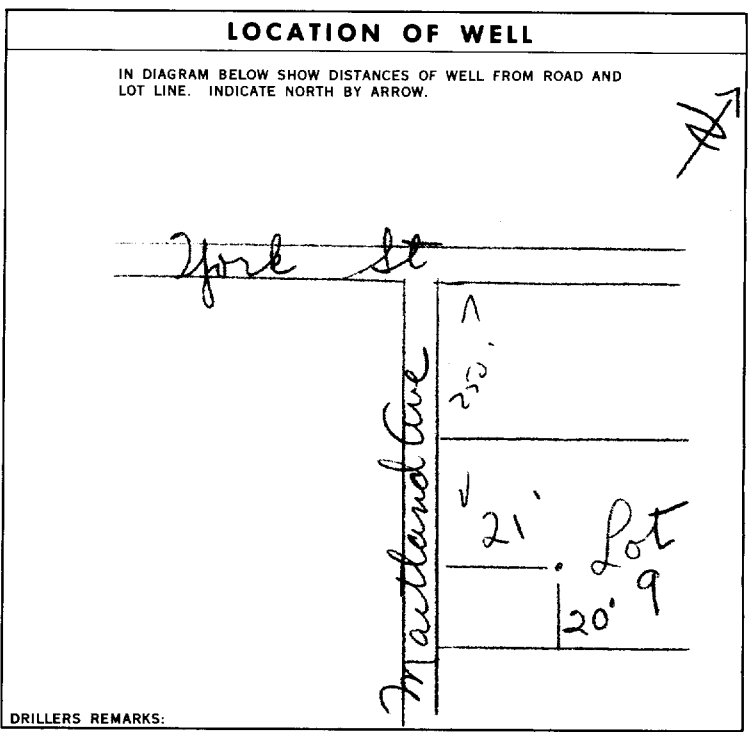 LOCATION OF WELL
IN DIAGRAM BELOW SHOW DISTANCES OF WELL FROM ROAD AND
LOT LINE. INDICATE NORTH BY ARROW.
N
York St
250'
Maitland Ave
21'
Lot
9
20'
DRILLERS REMARKS: